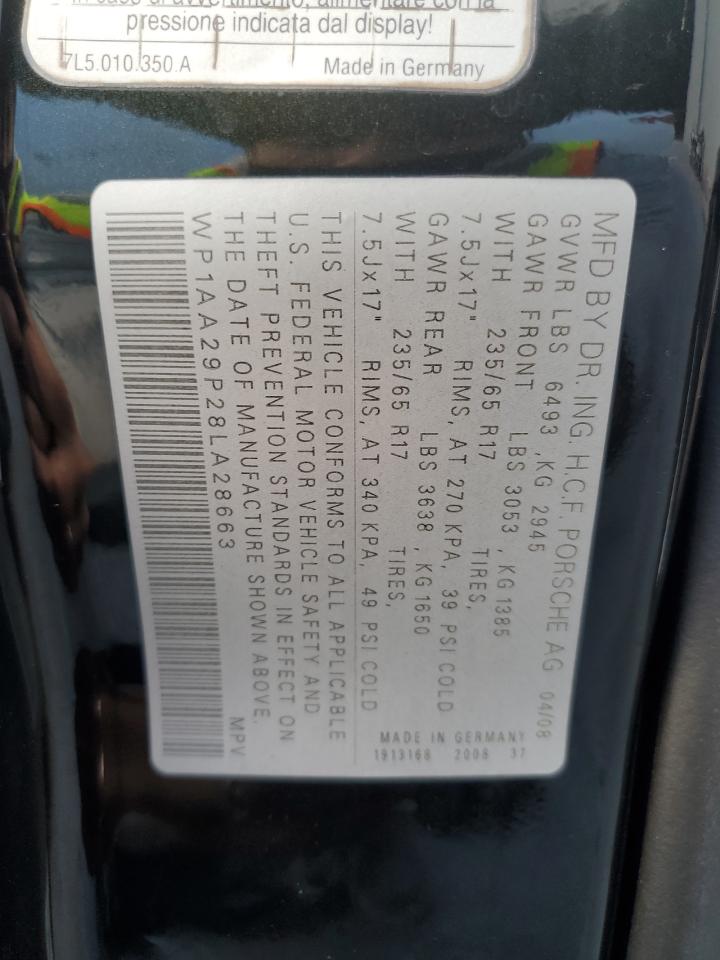 pressione indicata dal display!
7L5.010.350.A Made in Germany
MFD BY DR. ING. H.C.F. PORSCHE AG 04/08
GVWR LBS 6493 ,KG 2945
GAWR FRONT LBS 3053 , KG 1385
WITH 235/65 R17 TIRES,
7.5Jx17" RIMS, AT 270 KPA, 39 PSI COLD
GAWR REAR LBS 3638 , KG 1650
WITH 235/65 R17 TIRES,
7.5Jx17" RIMS, AT 340 KPA, 49 PSI COLD
MADE IN GERMANY
1913168 2008 37
THIS VEHICLE CONFORMS TO ALL APPLICABLE
U.S. FEDERAL MOTOR VEHICLE SAFETY AND
THEFT PREVENTION STANDARDS IN EFFECT ON
THE DATE OF MANUFACTURE SHOWN ABOVE.
WP1AA29P28LA28663 MPV